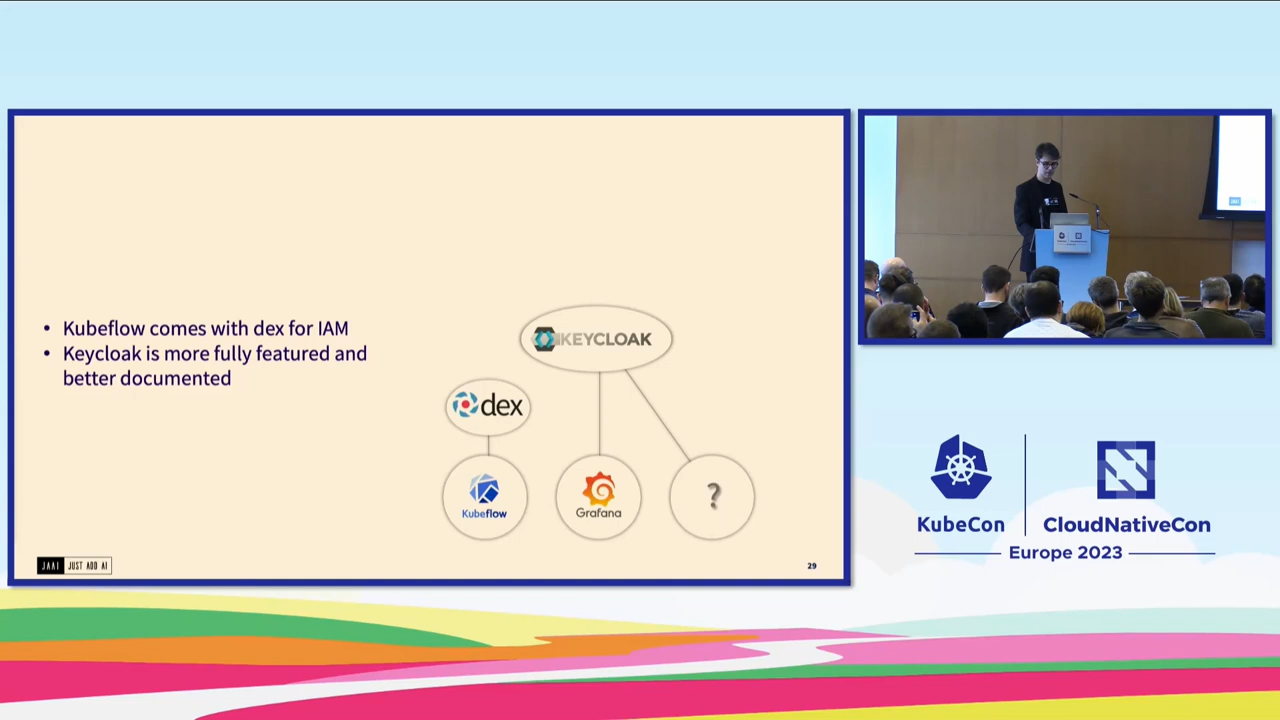 • Kubeflow comes with dex for IAM
• Keycloak is more fully featured and
better documented
KEYCLOAK
dex
Kubeflow
Grafana
?
JAAI JUST ADD AI
29
KubeCon
CloudNativeCon
Europe 2023